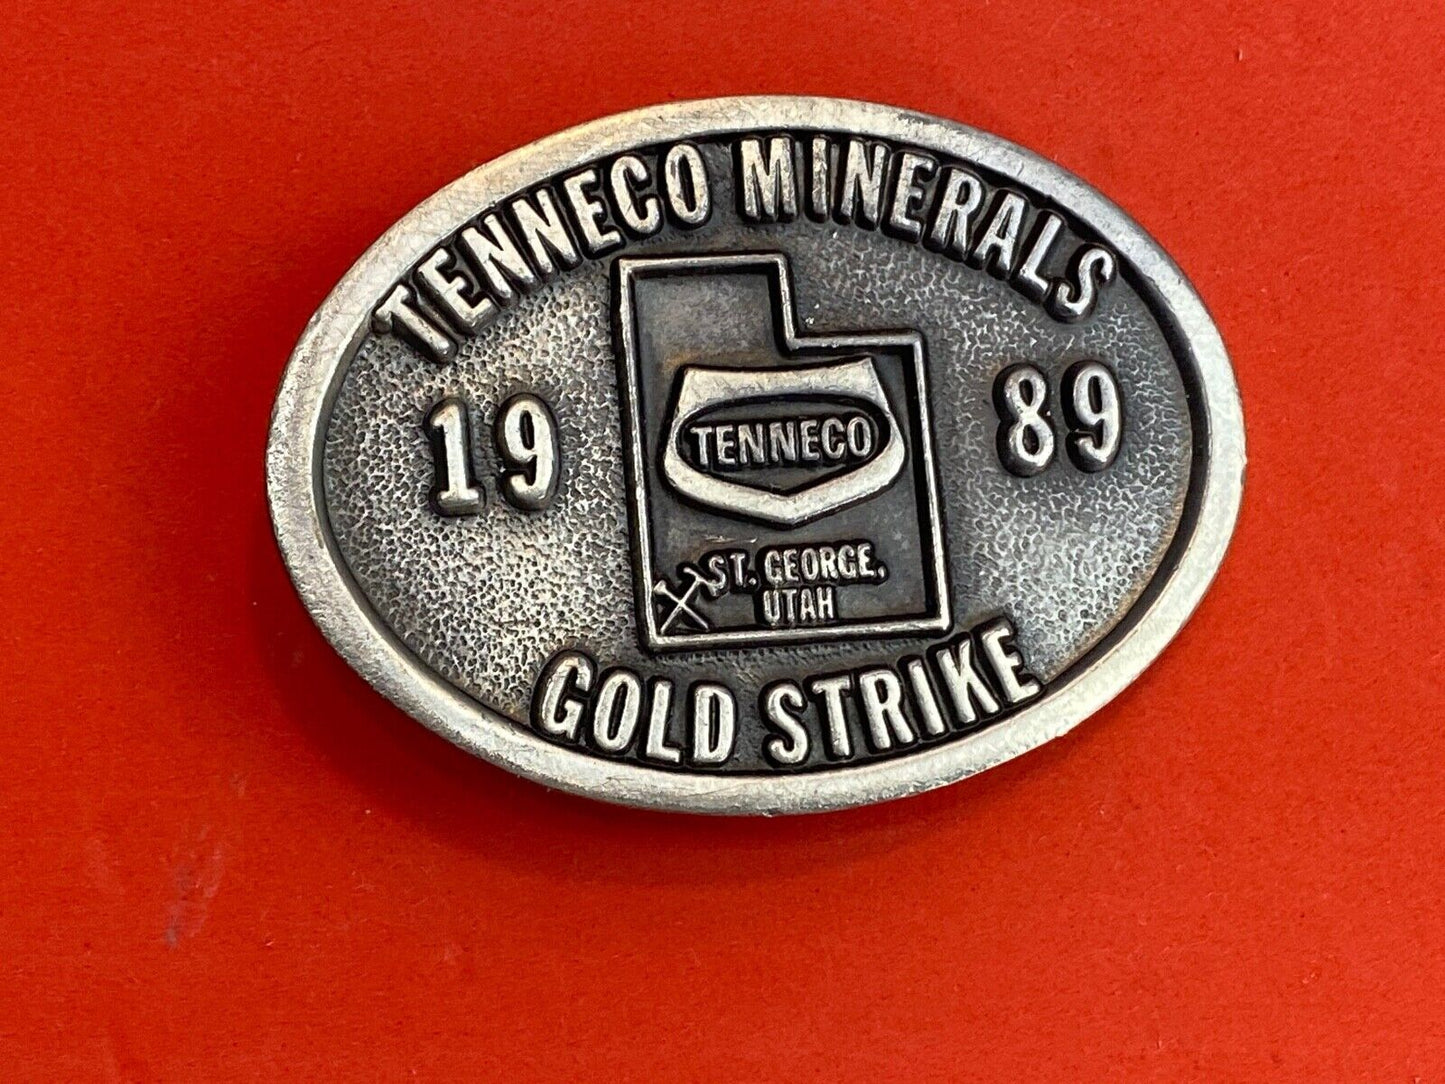 TENNECO MINERALS
19 89
TENNECO
ST. GEORGE,
UTAH
GOLD STRIKE